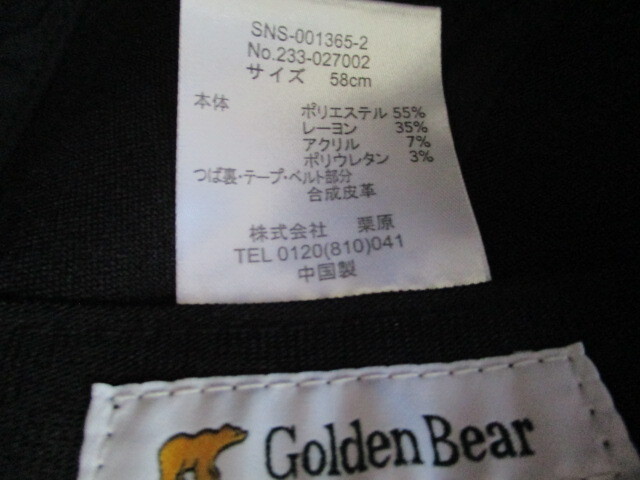 SNS-001365-2
No.233-027002
サイズ 58cm
本体
ポリエステル 55%
レーヨン 35%
アクリル 7%
ポリウレタン 3%
つば裏・テープ・ベルト部分
合成皮革
株式会社 栗原
TEL 0120(810)041
中国製
Golden Bear